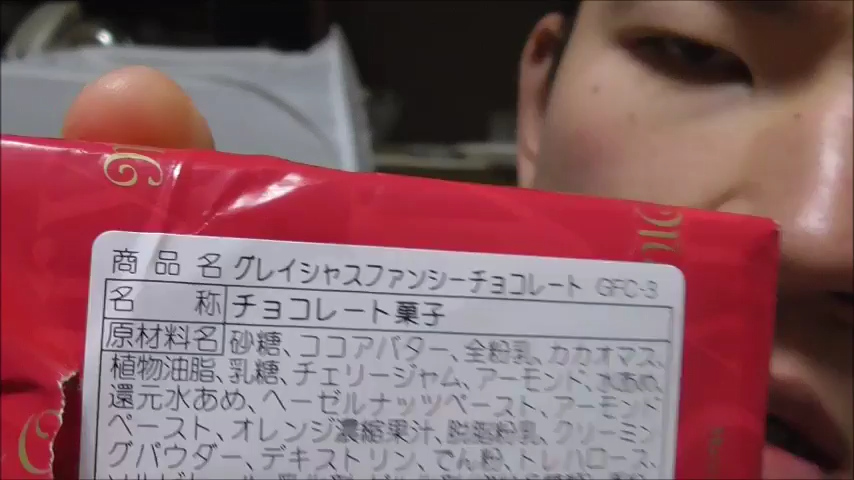 商品名 グレイシャスファンシーチョコレート GFC-3
名称 チョコレート菓子
原材料名 砂糖、ココアバター、全粉乳、カカオマス、
植物油脂、乳糖、チェリージャム、アーモンド、水あめ、
還元水あめ、ヘーゼルナッツペースト、アーモンド
ペースト、オレンジ濃縮果汁、脱脂粉乳、クリーミン
グパウダー、デキストリン、でん粉、トレハロース、